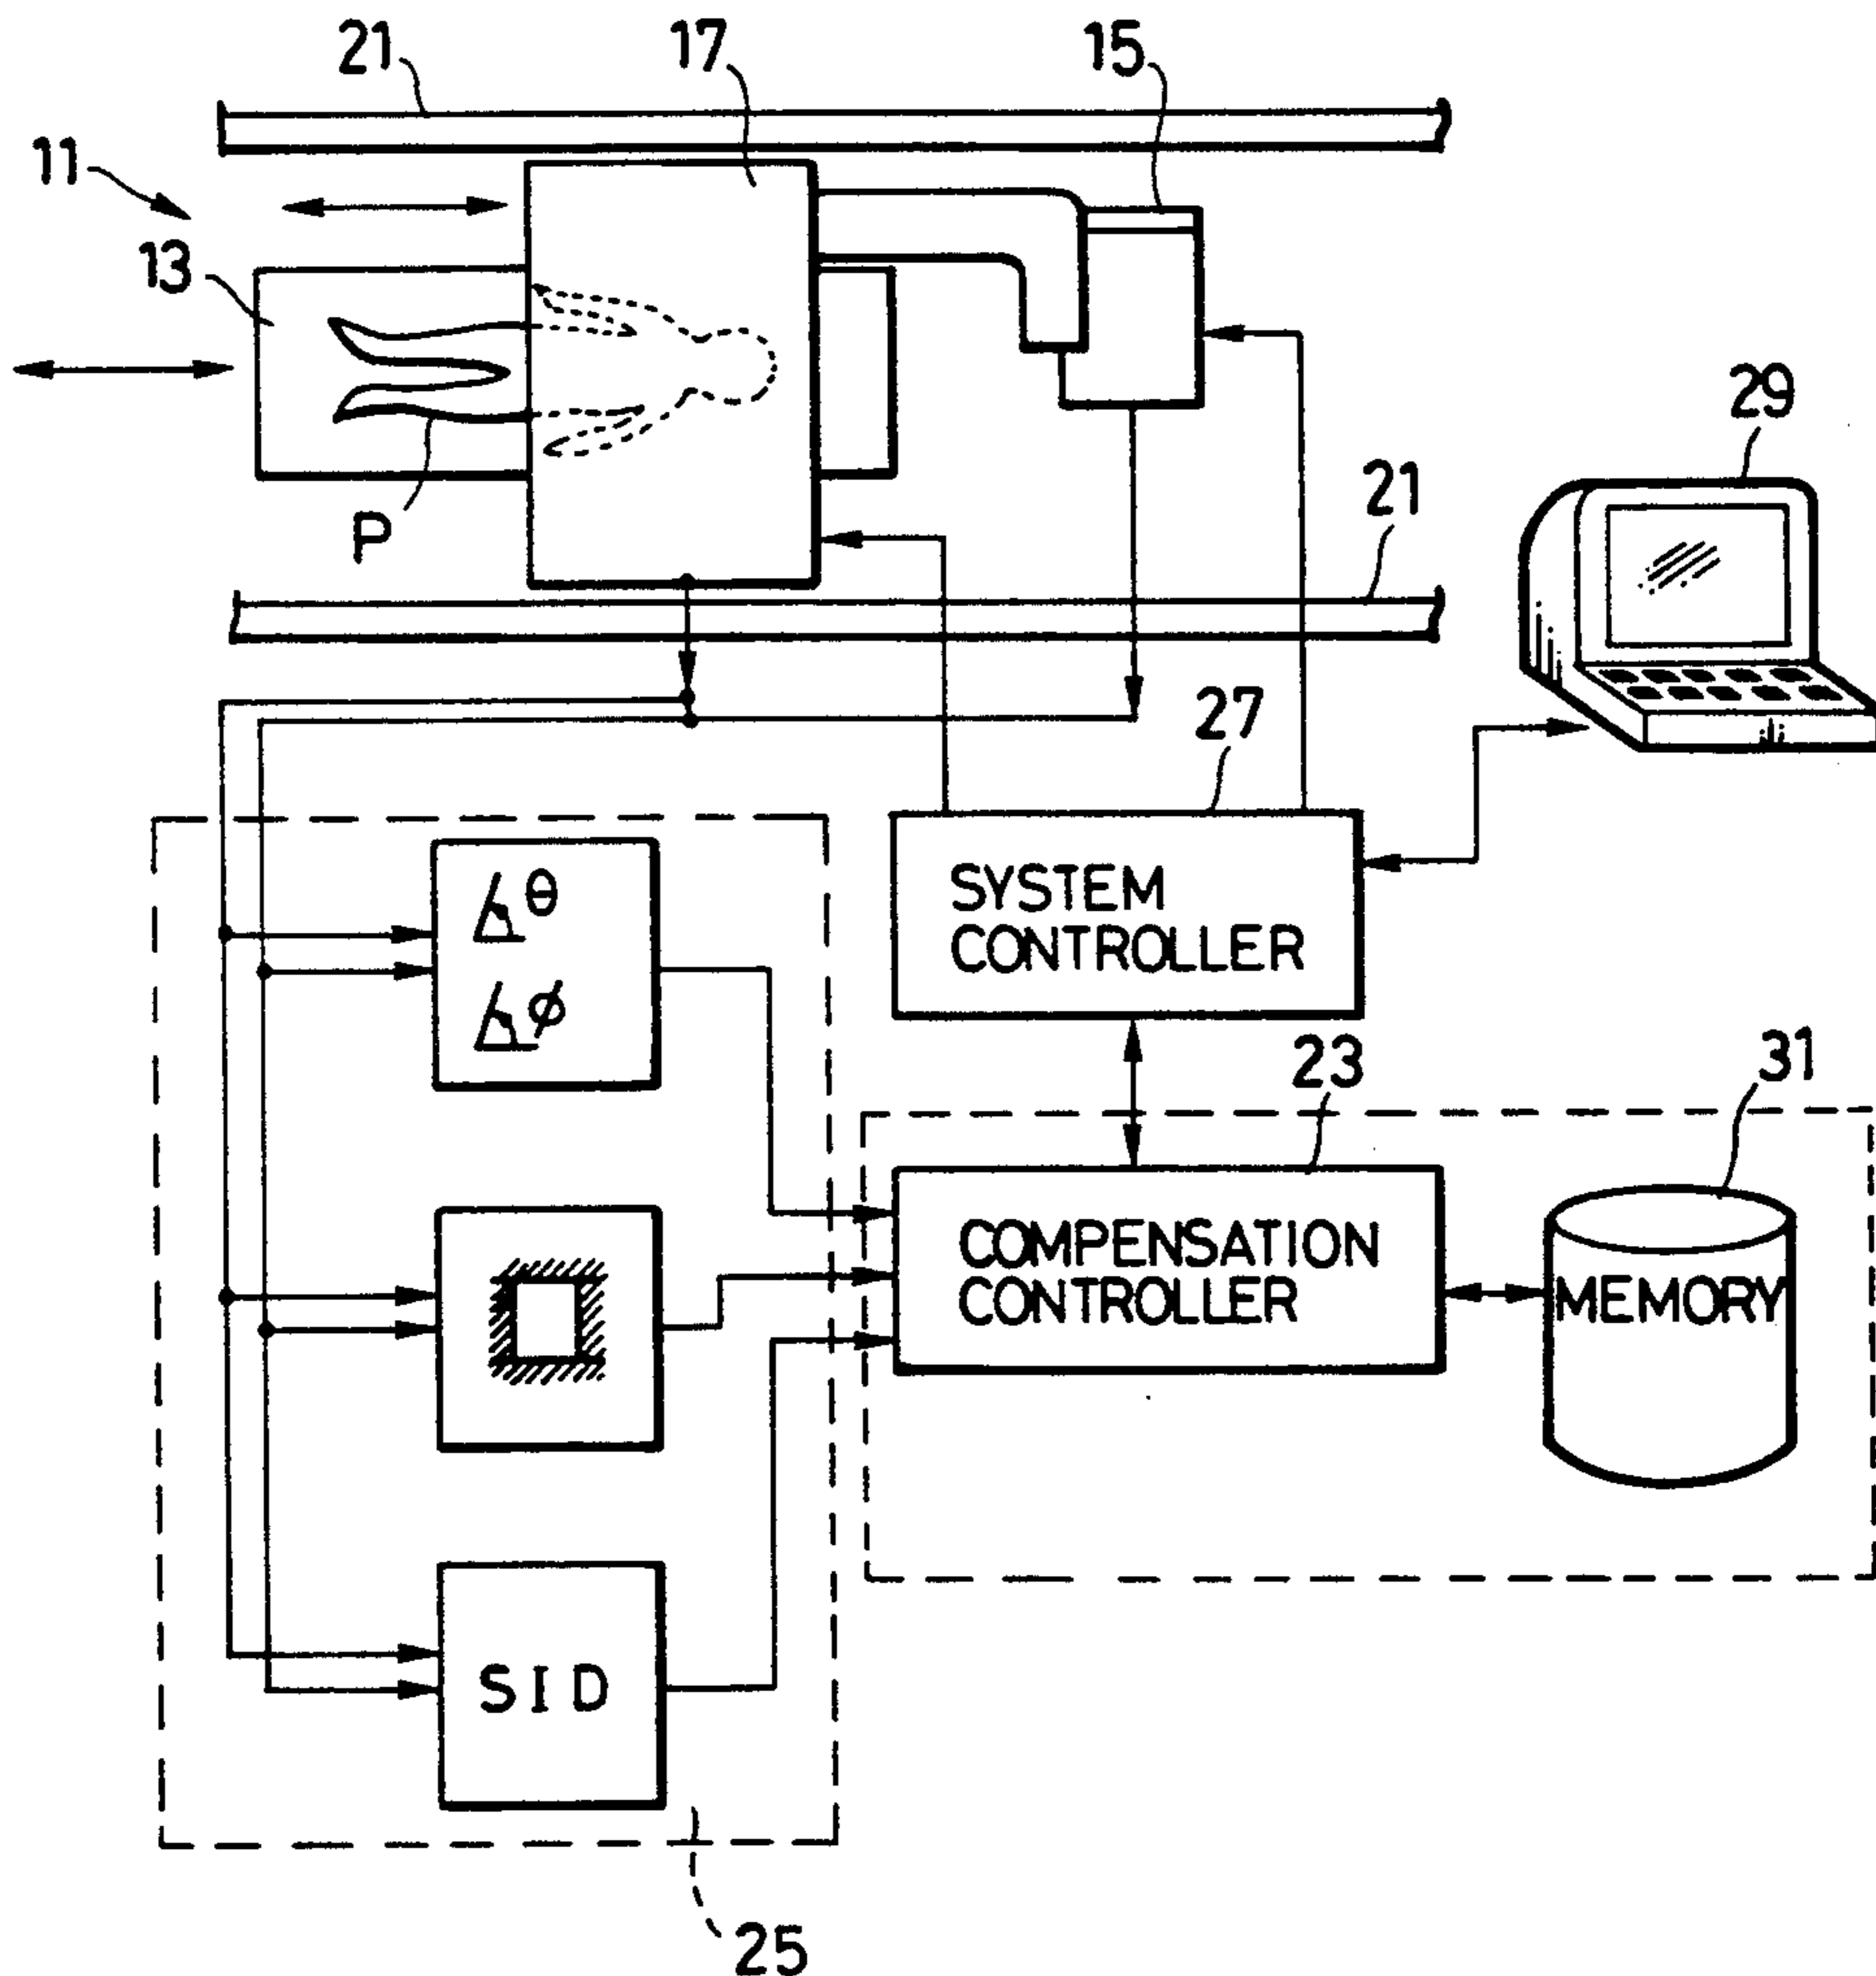 21
17
15
11
13
29
P
21
27
θ
SYSTEM
CONTROLLER
φ
23
31
COMPENSATION
CONTROLLER
MEMORY
SID
25